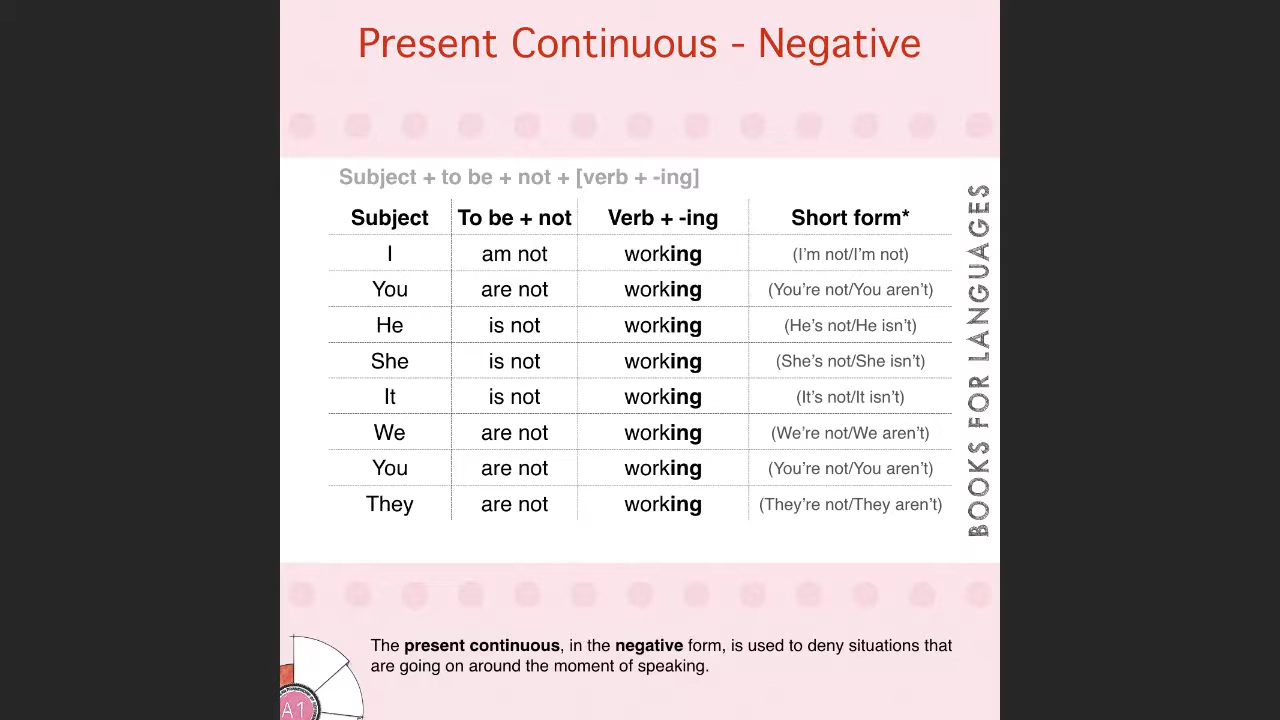 Present Continuous - Negative
Subject + to be + not + [verb + -ing]
Subject To be + not Verb + -ing Short form*
I am not working (I'm not/I'm not)
You are not working (You're not/You aren't)
He is not working (He's not/He isn't)
She is not working (She's not/She isn't)
It is not working (It's not/It isn't)
We are not working (We're not/We aren't)
You are not working (You're not/You aren't)
They are not working (They're not/They aren't)
BOOKS FOR LANGUAGES
The present continuous, in the negative form, is used to deny situations that
are going on around the moment of speaking.
A1